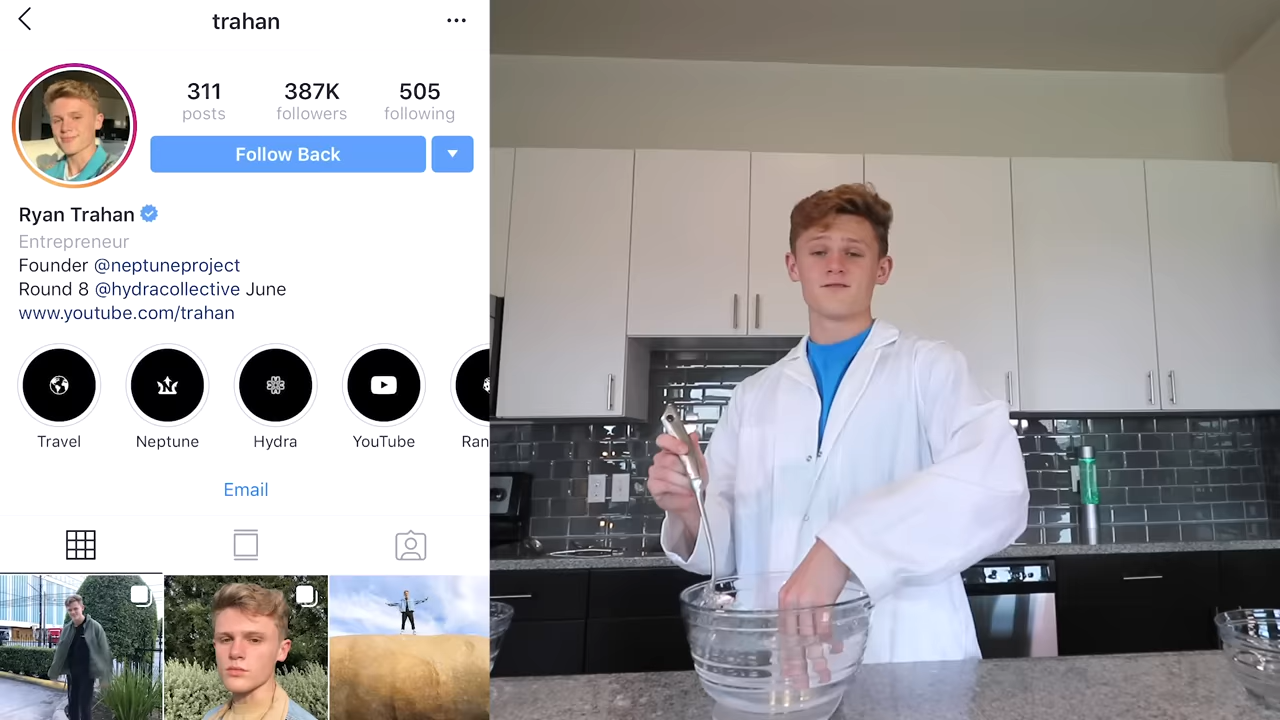 trahan
311
387K
505
posts
followers
following
Follow Back
Ryan Trahan
Entrepreneur
Founder @neptuneproject
Round 8 @hydracollective June
www.youtube.com/trahan
Travel
Neptune
Hydra
YouTube
Ran
Email